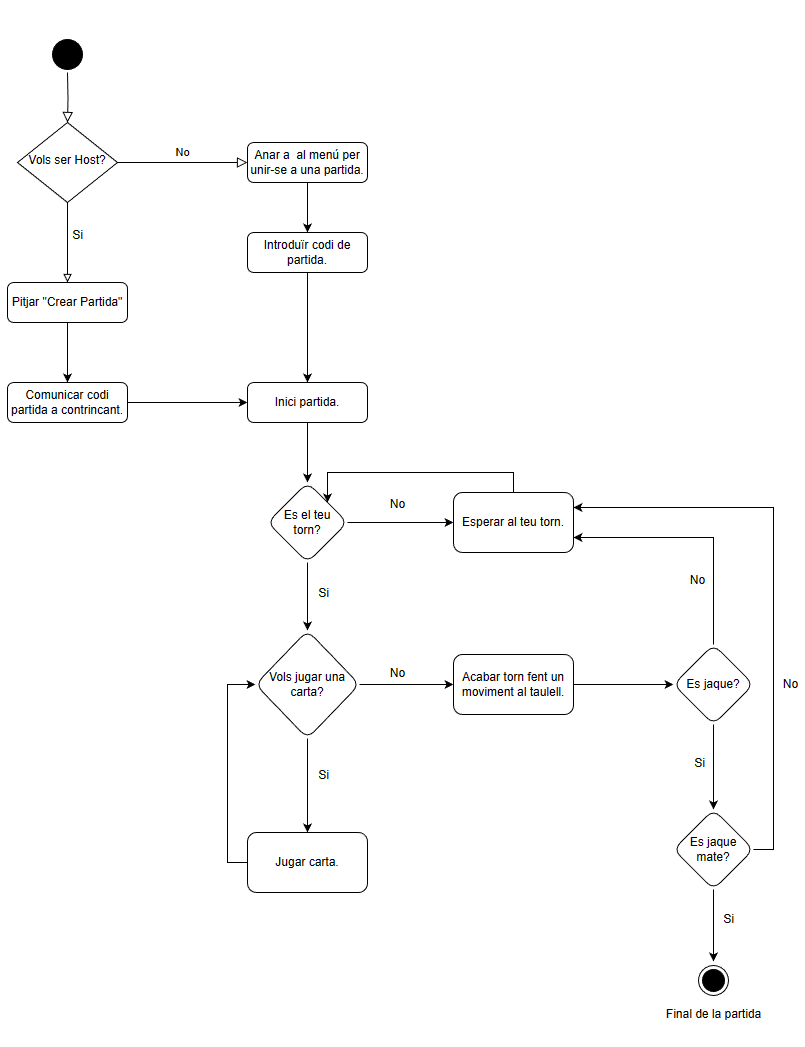 Vols ser Host?
No
Anar a  al menú per
unir-se a una partida.
Si
Introduïr codi de
partida.
Pitjar "Crear Partida"
Comunicar codi
partida a contrincant.
Inici partida.
Es el teu
torn?
No
Esperar al teu torn.
Si
No
Vols jugar una
carta?
No
Acabar torn fent un
moviment al taulell.
Es jaque?
No
Si
Si
Jugar carta.
Es jaque
mate?
Si
Final de la partida